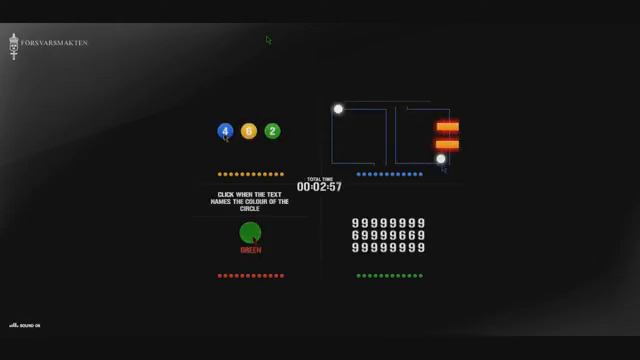 FÖRSVARSMAKTEN
4 6 2
TOTAL TIME
00:02:57
CLICK WHEN THE TEXT
NAMES THE COLOUR OF THE
CIRCLE
GREEN
99999999
69999669
99999999
SOUND ON